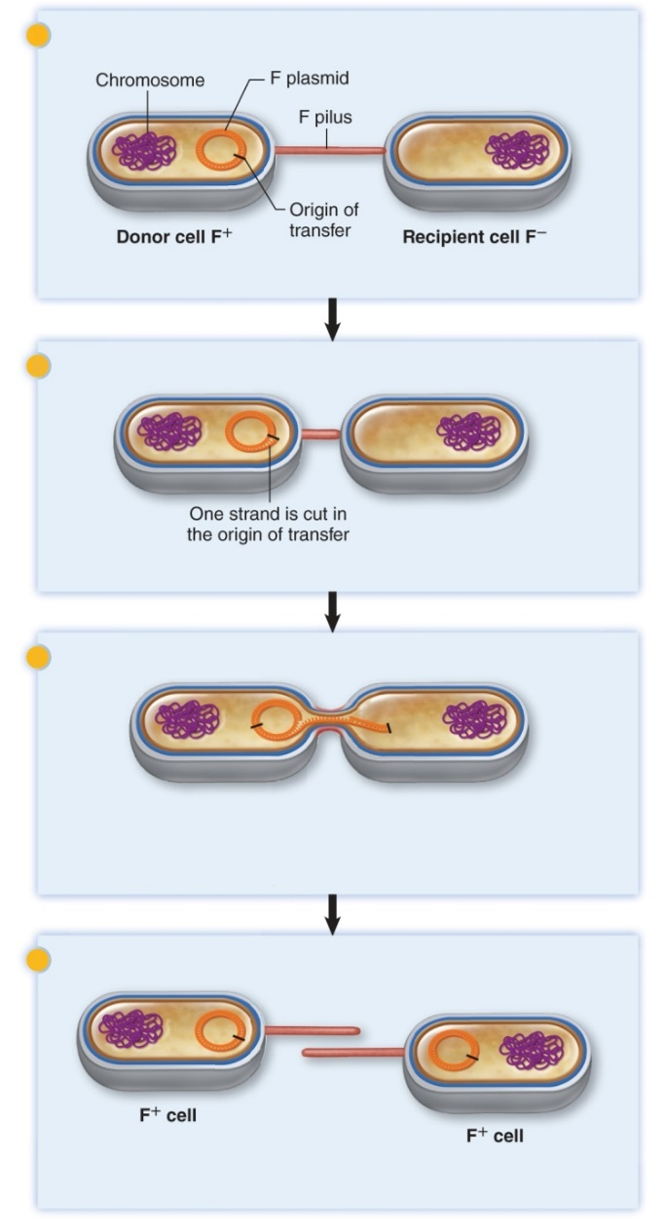 Chromosome
F plasmid
F pilus
Origin of
transfer
Donor cell F+
Recipient cell F−
One strand is cut in
the origin of transfer
F+ cell
F+ cell